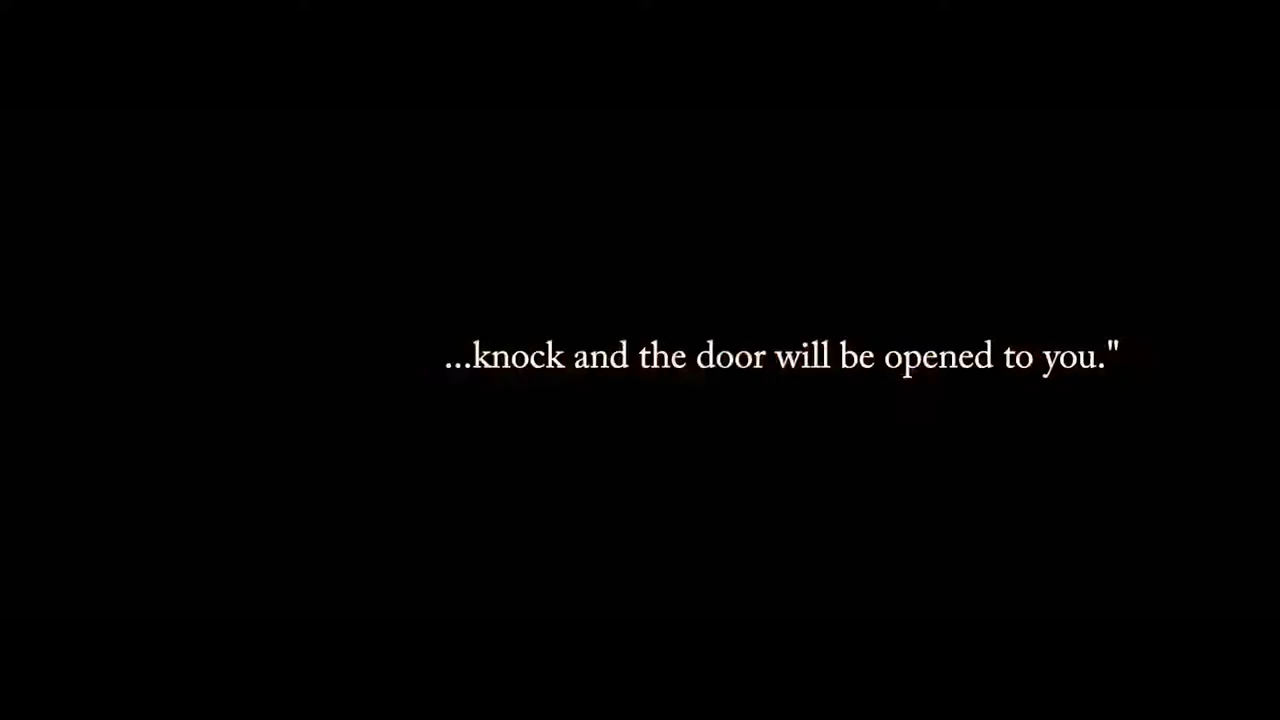 ...knock and the door will be opened to you."